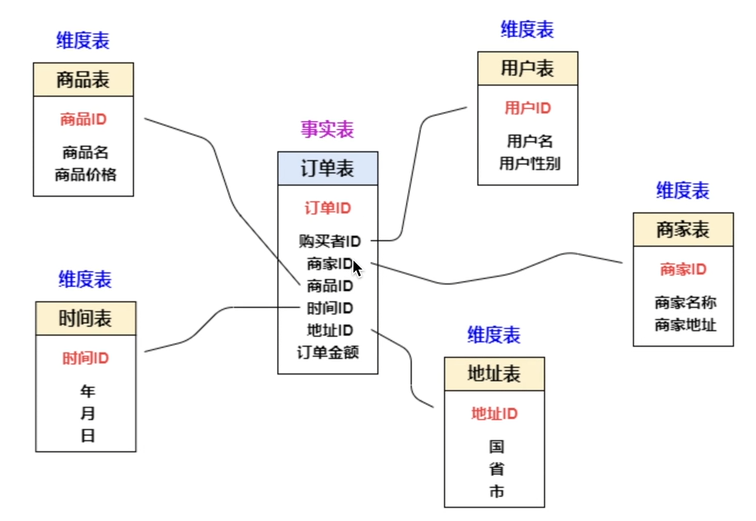 维度表
商品表
商品ID
商品名
商品价格
维度表
用户表
用户ID
用户名
用户性别
事实表
订单表
订单ID
购买者ID
商家ID
商品ID
时间ID
地址ID
订单金额
维度表
商家表
商家ID
商家名称
商家地址
维度表
时间表
时间ID
年
月
日
维度表
地址表
地址ID
国
省
市